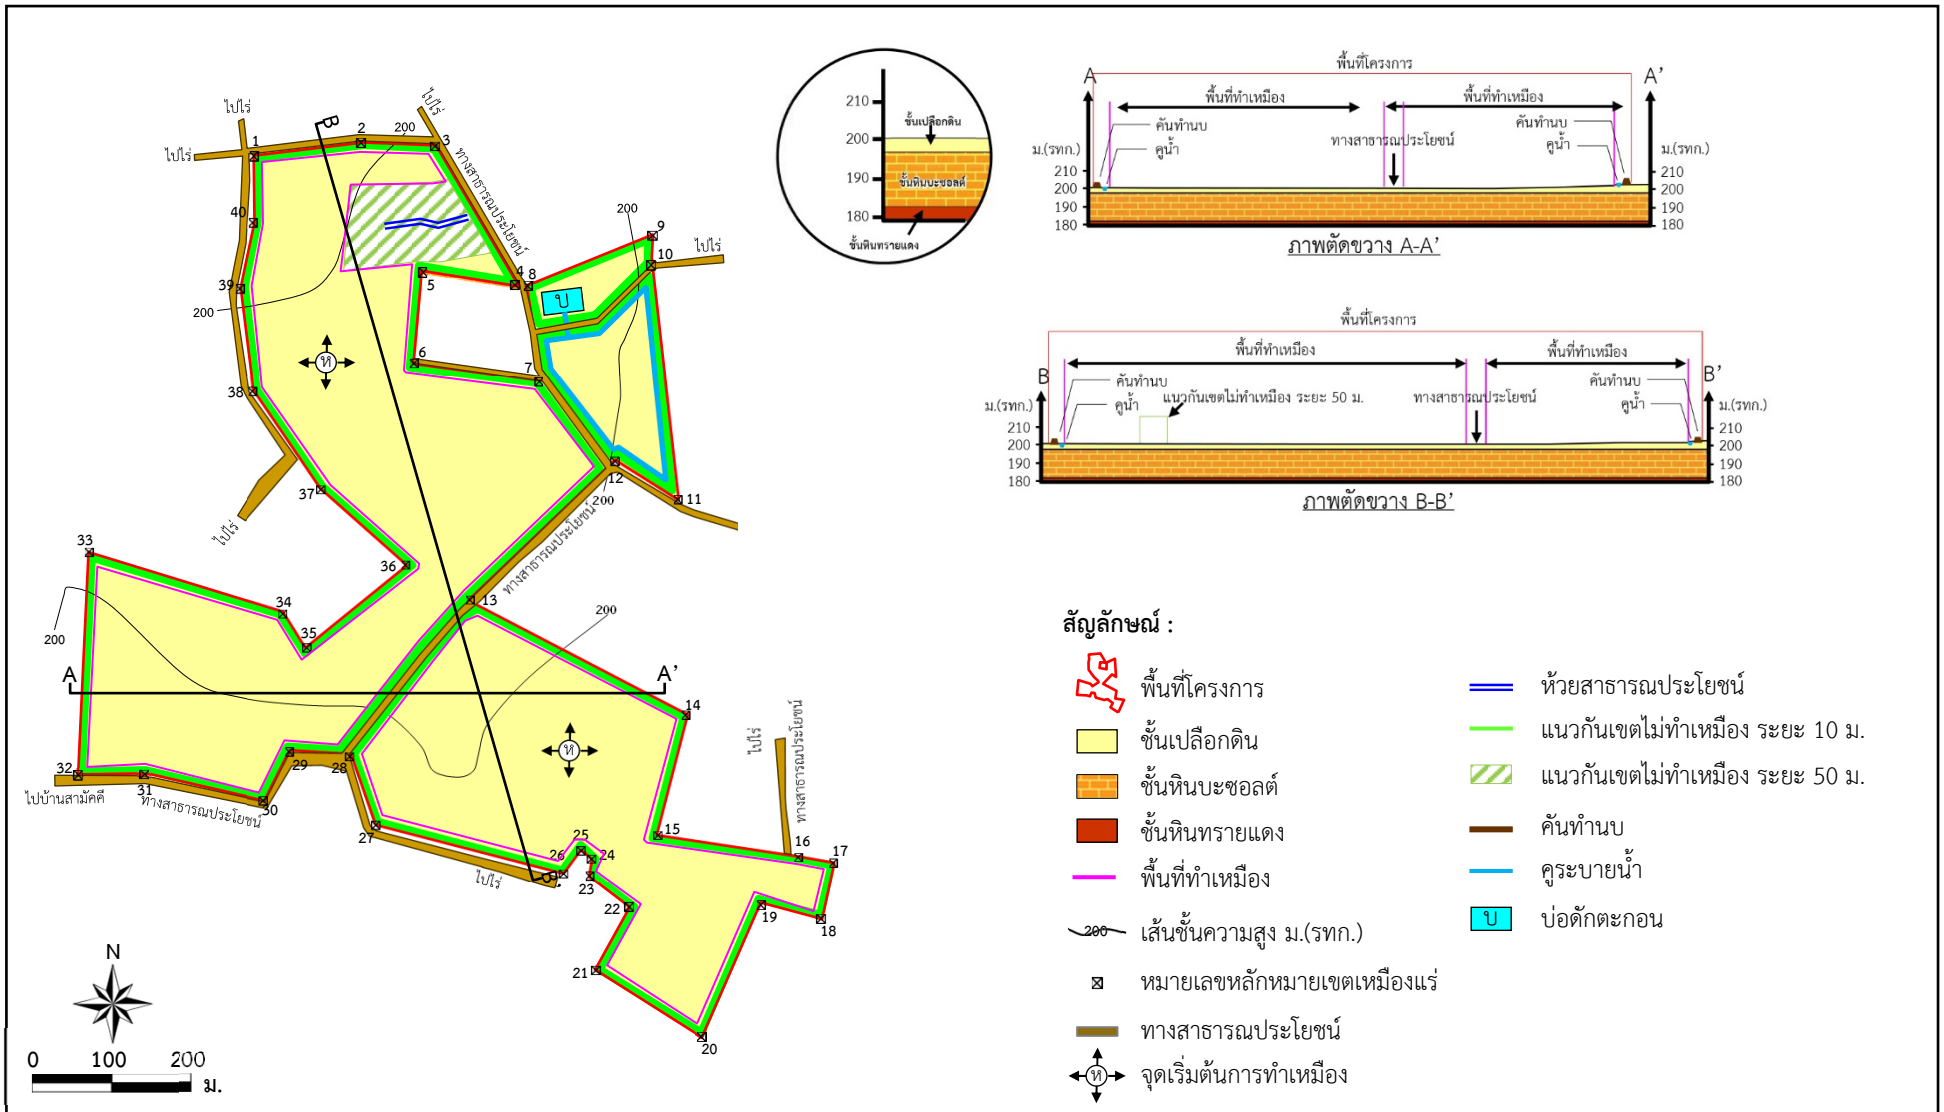 ไปไร่
ไปไร่
B
1
2
200
3
ไปไร่
ไปไร่
ทางสาธารณประโยชน์
40
39
200
4
8
5
6
7
200
9
10
ไปไร่
บ
ห
38
37
ไปไร่
12
11
200
ทางสาธารณประโยชน์
36
33
34
35
13
200
200
A
A'
14
ห
ไปไร่
ทางสาธารณประโยชน์
32
31
30
29
28
27
ไปบ้านสามัคคี
ทางสาธารณประโยชน์
ไปไร่
B'
26
25
24
23
15
16
17
18
19
22
21
20
N
0 100 200
ม.
210
200
190
180
ชั้นเปลือกดิน
ชั้นหินบะซอลต์
ชั้นหินทรายแดง
พื้นที่โครงการ
A
A'
พื้นที่ทำเหมือง
พื้นที่ทำเหมือง
คันทำนบ
คูน้ำ
ทางสาธารณประโยชน์
คันทำนบ
คูน้ำ
ม.(รทก.)
210
200
190
180
ม.(รทก.)
210
200
190
180
ภาพตัดขวาง A-A'
พื้นที่โครงการ
พื้นที่ทำเหมือง
พื้นที่ทำเหมือง
B
B'
คันทำนบ
คูน้ำ
แนวกันเขตไม่ทำเหมือง ระยะ 50 ม.
ทางสาธารณประโยชน์
คันทำนบ
คูน้ำ
ม.(รทก.)
210
200
190
180
ม.(รทก.)
210
200
190
180
ภาพตัดขวาง B-B'
สัญลักษณ์ :
พื้นที่โครงการ
ชั้นเปลือกดิน
ชั้นหินบะซอลต์
ชั้นหินทรายแดง
พื้นที่ทำเหมือง
200
เส้นชั้นความสูง ม.(รทก.)
หมายเลขหลักหมายเขตเหมืองแร่
ทางสาธารณประโยชน์
ห
จุดเริ่มต้นการทำเหมือง
ห้วยสาธารณประโยชน์
แนวกันเขตไม่ทำเหมือง ระยะ 10 ม.
แนวกันเขตไม่ทำเหมือง ระยะ 50 ม.
คันทำนบ
คูระบายน้ำ
บ
บ่อดักตะกอน